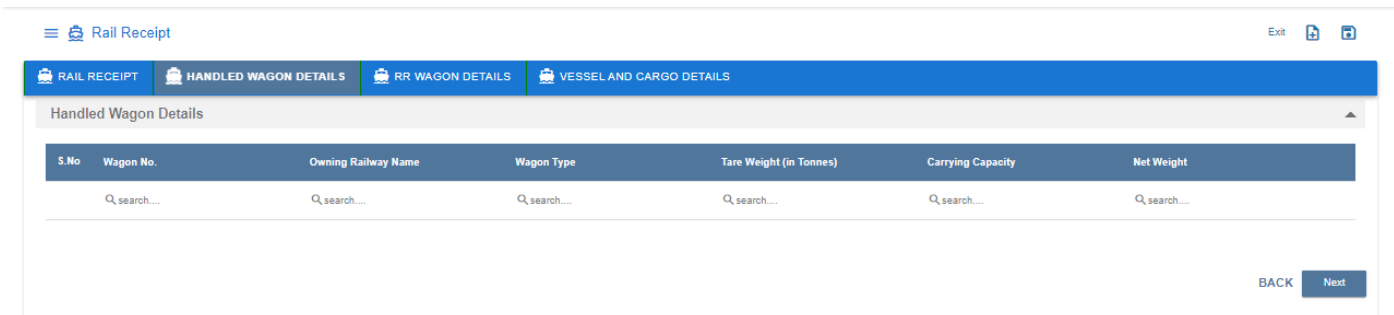 Rail Receipt Exit
RAIL RECEIPT HANDLED WAGON DETAILS RR WAGON DETAILS VESSEL AND CARGO DETAILS
Handled Wagon Details
S.No Wagon No. Owning Railway Name Wagon Type Tare Weight (in Tonnes) Carrying Capacity Net Weight
search.... search.... search.... search.... search.... search....
BACK Next